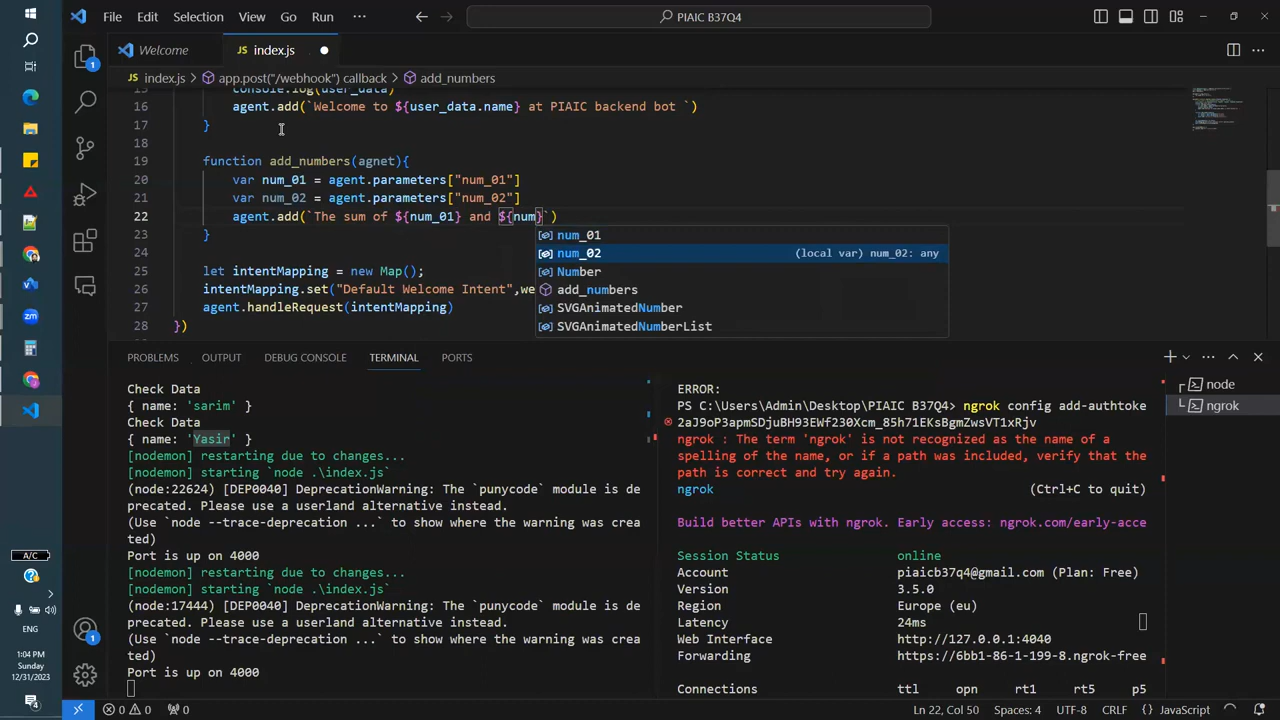 File Edit Selection View Go Run ··· PIAIC B37Q4
Welcome JS index.js
JS index.js > app.post("/webhook") callback > add_numbers
15 console.log(user_data)
16 agent.add(`Welcome to ${user_data.name} at PIAIC backend bot `)
17 }
18
19 function add_numbers(agnet){
20 var num_01 = agent.parameters["num_01"]
21 var num_02 = agent.parameters["num_02"]
22 agent.add(`The sum of ${num_01} and ${num}`)
23 }
24
25 let intentMapping = new Map();
26 intentMapping.set("Default Welcome Intent",we
27 agent.handleRequest(intentMapping)
28 })
num_01
num_02 (local var) num_02: any
Number
add_numbers
SVGAnimatedNumber
SVGAnimatedNumberList
PROBLEMS OUTPUT DEBUG CONSOLE TERMINAL PORTS
Check Data
{ name: 'sarim' }
Check Data
{ name: 'Yasir' }
[nodemon] restarting due to changes...
[nodemon] starting `node .\index.js`
(node:22624) [DEP0040] DeprecationWarning: The `punycode` module is de
precated. Please use a userland alternative instead.
(Use `node --trace-deprecation ...` to show where the warning was crea
ted)
Port is up on 4000
[nodemon] restarting due to changes...
[nodemon] starting `node .\index.js`
(node:17444) [DEP0040] DeprecationWarning: The `punycode` module is de
precated. Please use a userland alternative instead.
(Use `node --trace-deprecation ...` to show where the warning was crea
ted)
Port is up on 4000
ERROR:
PS C:\Users\Admin\Desktop\PIAIC B37Q4> ngrok config add-authtoke
2aJ9oP3apmSDjuBH93EWf230Xcm_85h71EKsBgmZwsVT1xRjv
ngrok : The term 'ngrok' is not recognized as the name of a
spelling of the name, or if a path was included, verify that the
path is correct and try again.
ngrok (Ctrl+C to quit)
Build better APIs with ngrok. Early access: ngrok.com/early-acce
Session Status online
Account piaicb37q4@gmail.com (Plan: Free)
Version 3.5.0
Region Europe (eu)
Latency 24ms
Web Interface http://127.0.0.1:4040
Forwarding https://6bb1-86-1-199-8.ngrok-free
Connections ttl opn rt1 rt5 p5
node
ngrok
A/C
ENG
1:04 PM
Sunday
12/31/2023
0 0 0
Ln 22, Col 50 Spaces: 4 UTF-8 CRLF {} JavaScript